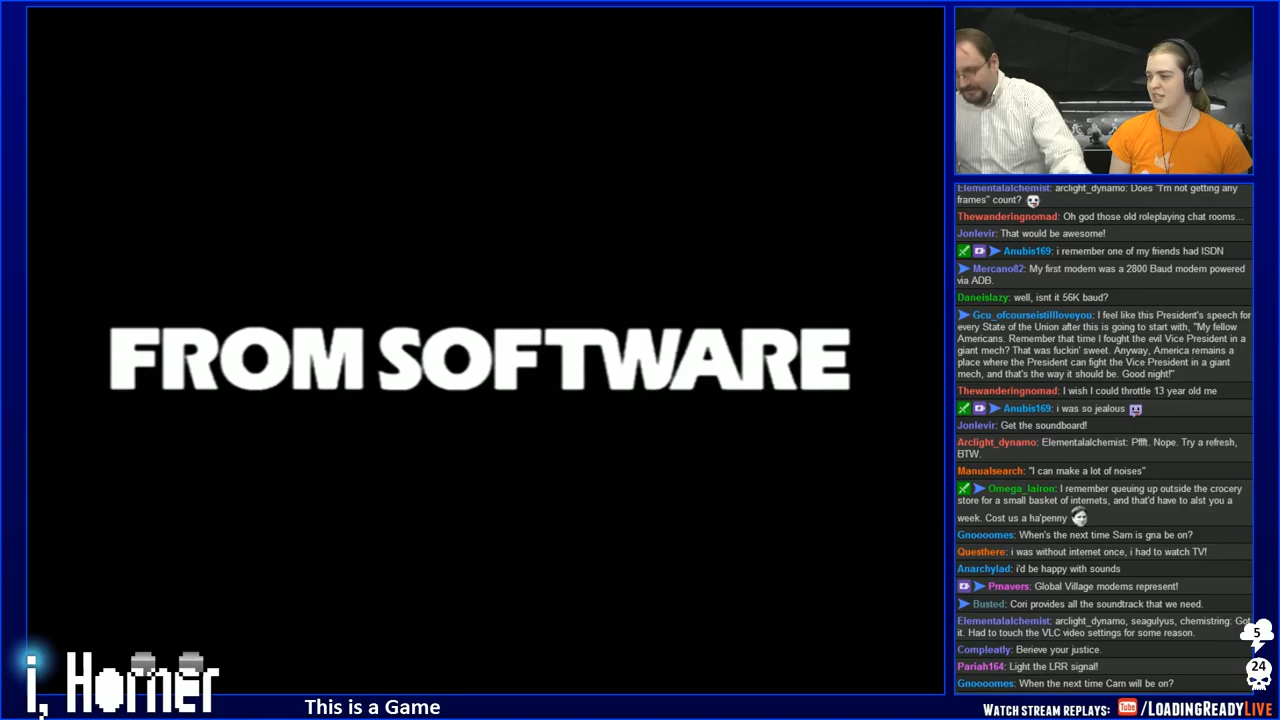 FROM SOFTWARE
Elementalalchemist: arclight_dynamo: Does "I'm not getting any
frames" count?
Thewanderingnomad: Oh god those old roleplaying chat rooms...
Jonlevir: That would be awesome!
Anubis169: i remember one of my friends had ISDN
Mercano82: My first modem was a 2800 Baud modem powered
via ADB.
Daneislazy: well, isnt it 56K baud?
Gcu_ofcourseistillloveyou: I feel like this President's speech for
every State of the Union after this is going to start with, "My fellow
Americans. Remember that time I fought the evil Vice President in a
giant mech? That was fuckin' sweet. Anyway, America remains a
place where the President can fight the Vice President in a giant
mech, and that's the way it should be. Good night!"
Thewanderingnomad: I wish I could throttle 13 year old me
Anubis169: i was so jealous
Jonlevir: Get the soundboard!
Arclight_dynamo: Elementalalchemist: Pffft. Nope. Try a refresh,
BTW.
Manualsearch: "I can make a lot of noises"
Omega_lairon: I remember queuing up outside the crocery
store for a small basket of internets, and that'd have to alst you a
week. Cost us a ha'penny
Gnoooomes: When's the next time Sam is gna be on?
Questhere: i was without internet once, i had to watch TV!
Anarchylad: i'd be happy with sounds
Pmavers: Global Village modems represent!
Busted: Cori provides all the soundtrack that we need.
Elementalalchemist: arclight_dynamo, seagulyus, chemistring: Got
it. Had to touch the VLC video settings for some reason.
Compleatly: Berieve your justice.
Pariah164: Light the LRR signal!
Gnoooomes: When the next time Cam will be on?
5
24
i, Horner
This is a Game
WATCH STREAM REPLAYS: Tube /LOADINGREADYLIVE